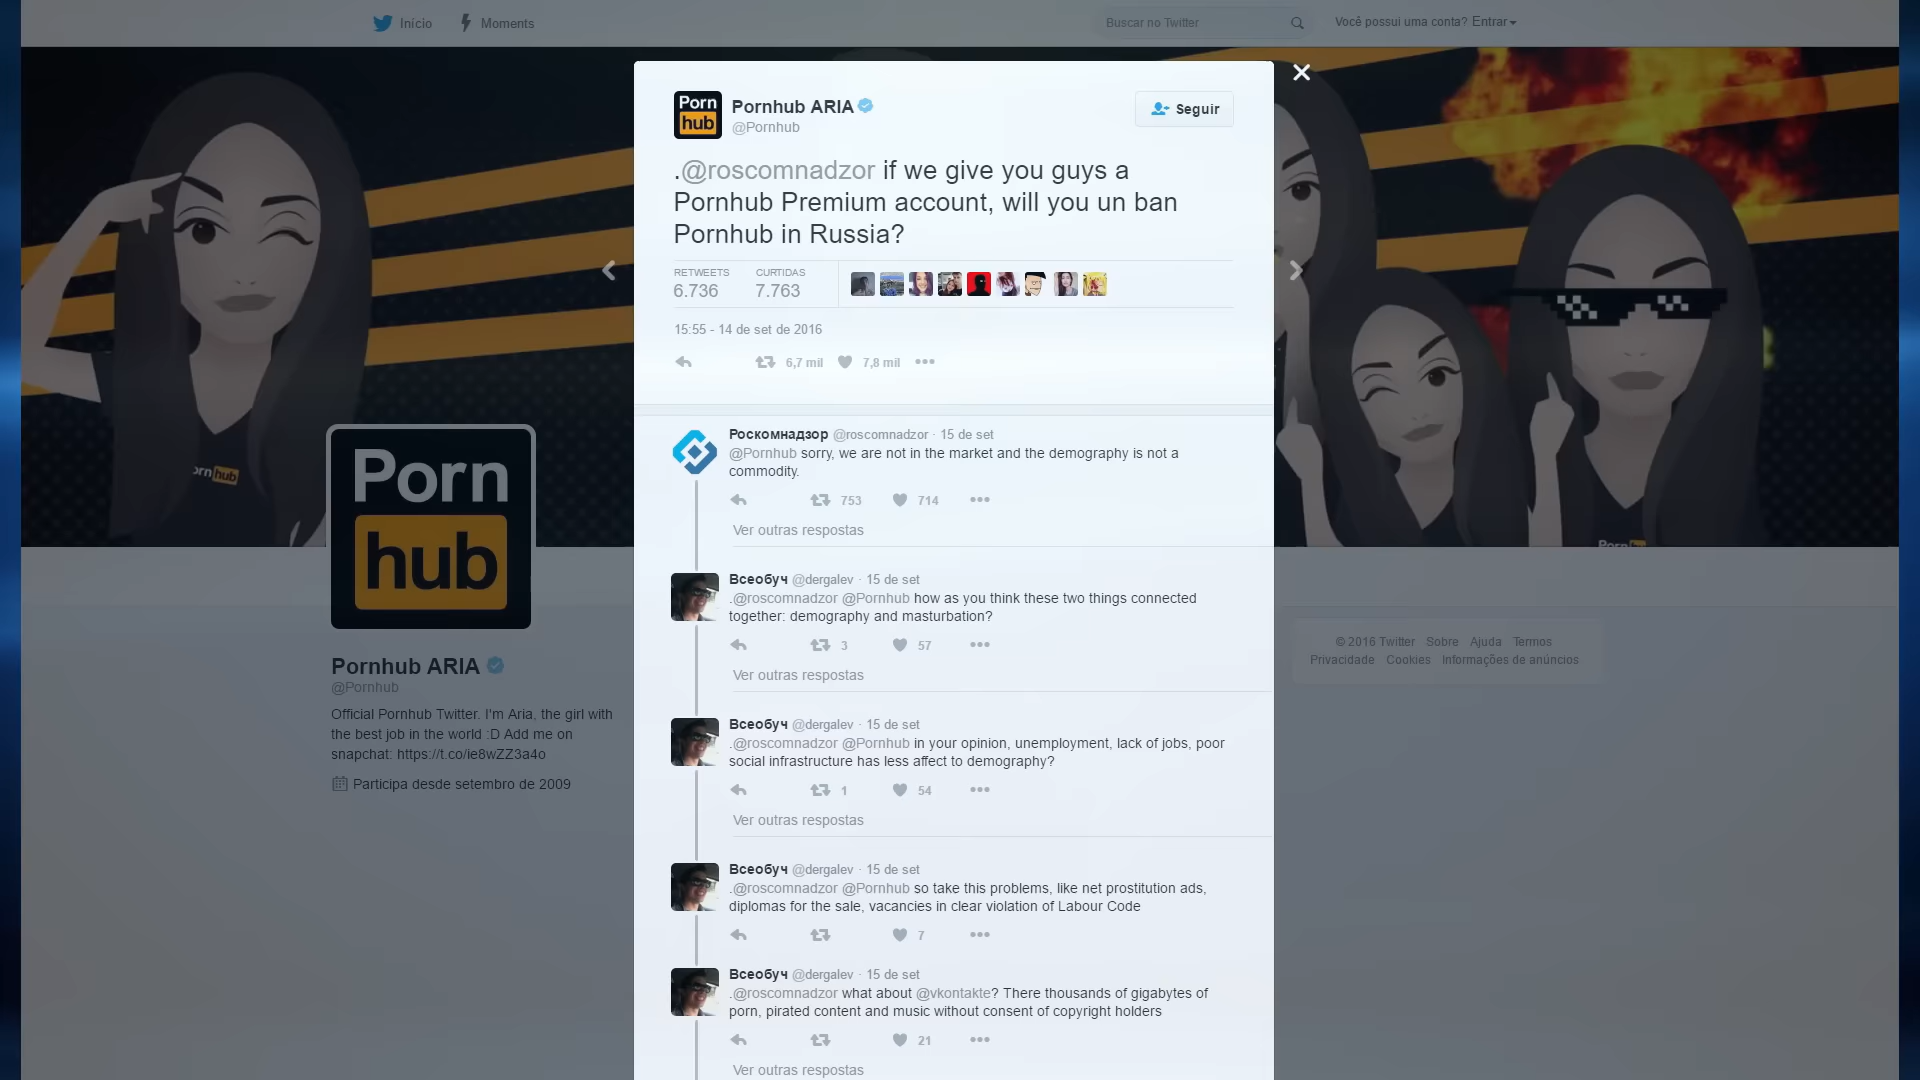 Início
Moments
Buscar no Twitter
Você possui uma conta? Entrar
Porn
hub
Pornhub ARIA
@Pornhub
Seguir
.@roscomnadzor if we give you guys a
Pornhub Premium account, will you un ban
Pornhub in Russia?
RETWEETS
6.736
CURTIDAS
7.763
15:55 - 14 de set de 2016
6,7 mil
7,8 mil
Роскомнадзор @roscomnadzor · 15 de set
@Pornhub sorry, we are not in the market and the demography is not a
commodity.
753
714
Ver outras respostas
Всеобуч @dergalev · 15 de set
.@roscomnadzor @Pornhub how as you think these two things connected
together: demography and masturbation?
3
57
Ver outras respostas
Всеобуч @dergalev · 15 de set
.@roscomnadzor @Pornhub in your opinion, unemployment, lack of jobs, poor
social infrastructure has less affect to demography?
1
54
Ver outras respostas
Всеобуч @dergalev · 15 de set
.@roscomnadzor @Pornhub so take this problems, like net prostitution ads,
diplomas for the sale, vacancies in clear violation of Labour Code
7
Всеобуч @dergalev · 15 de set
.@roscomnadzor what about @vkontakte? There thousands of gigabytes of
porn, pirated content and music without consent of copyright holders
21
Ver outras respostas
Porn
hub
Pornhub ARIA
@Pornhub
Official Pornhub Twitter. I'm Aria, the girl with
the best job in the world :D Add me on
snapchat: https://t.co/ie8wZZ3a4o
Participa desde setembro de 2009
© 2016 Twitter Sobre Ajuda Termos
Privacidade Cookies Informações de anúncios